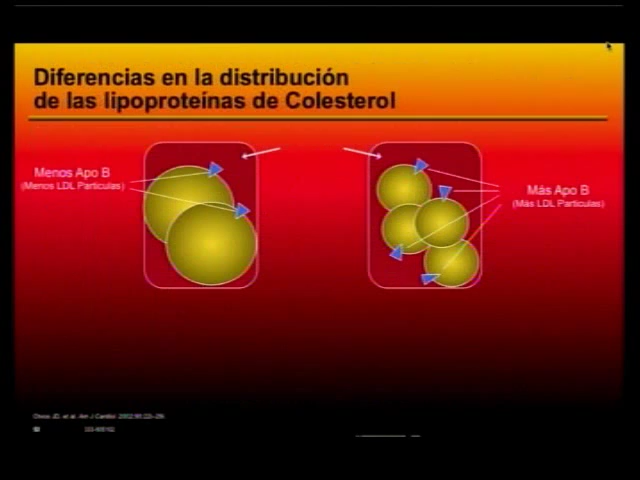 Diferencias en la distribución
de las lipoproteínas de Colesterol
Menos Apo B
(Menos LDL Particulas)
Más Apo B
(Más LDL Particulas)